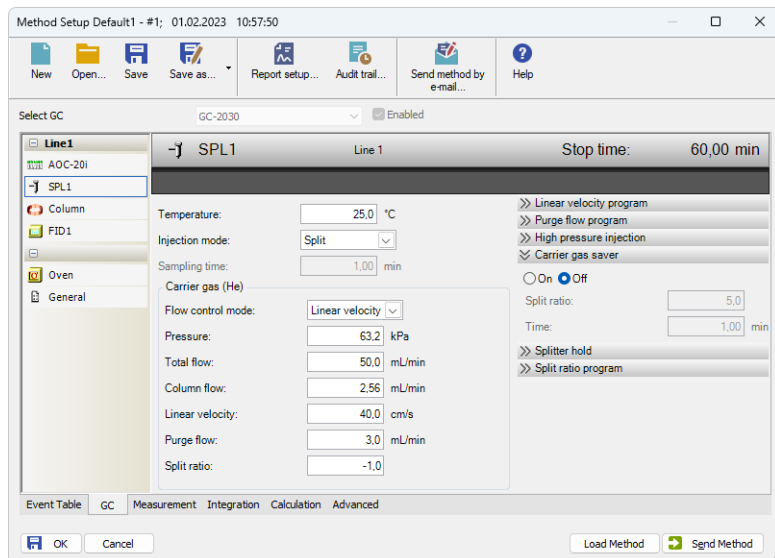 Method Setup Default1 - #1; 01.02.2023 10:57:50
New Open... Save Save as... Report setup... Audit trail... Send method by e-mail... Help
Select GC GC-2030 Enabled
Line1
AOC-20i
SPL1
Column
FID1
Oven
General
SPL1 Line 1 Stop time: 60,00 min
Temperature: 25,0 °C
Injection mode: Split
Sampling time: 1,00 min
Carrier gas (He)
Flow control mode: Linear velocity
Pressure: 63,2 kPa
Total flow: 50,0 mL/min
Column flow: 2,56 mL/min
Linear velocity: 40,0 cm/s
Purge flow: 3,0 mL/min
Split ratio: -1,0
Linear velocity program
Purge flow program
High pressure injection
Carrier gas saver
On Off
Split ratio: 5,0
Time: 1,00 min
Splitter hold
Split ratio program
Event Table GC Measurement Integration Calculation Advanced
OK Cancel Load Method Send Method